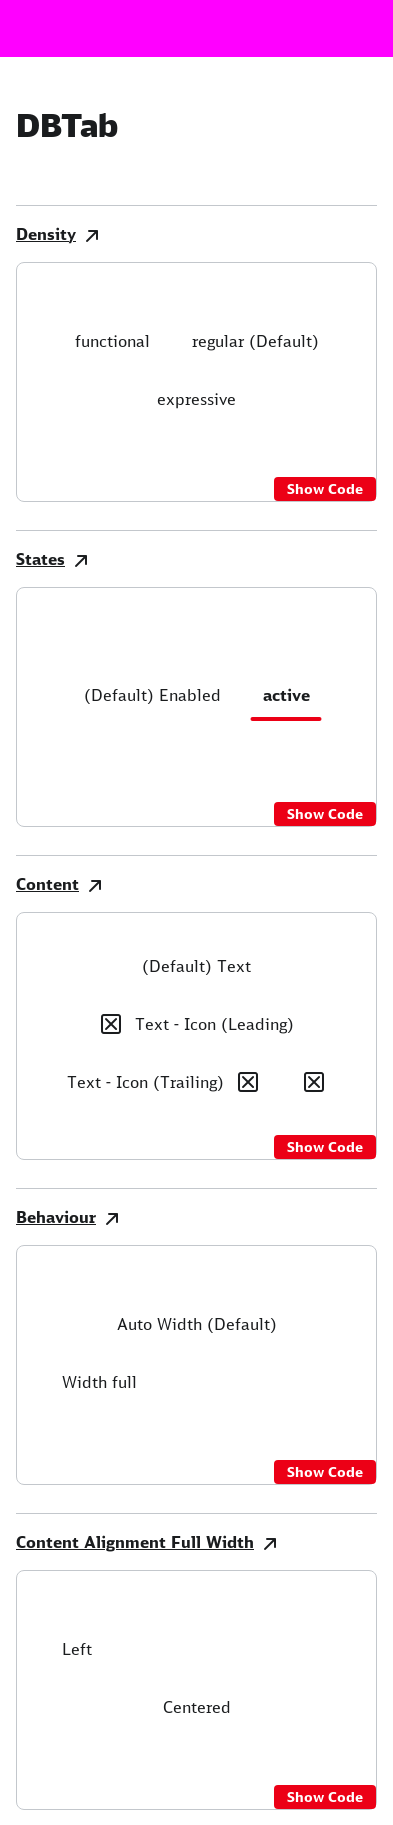 DBTab
Density
functional regular (Default)
expressive
Show Code
States
(Default) Enabled active
Show Code
Content
(Default) Text
Text - Icon (Leading)
Text - Icon (Trailing)
Show Code
Behaviour
Auto Width (Default)
Width full
Show Code
Content Alignment Full Width
Left
Centered
Show Code